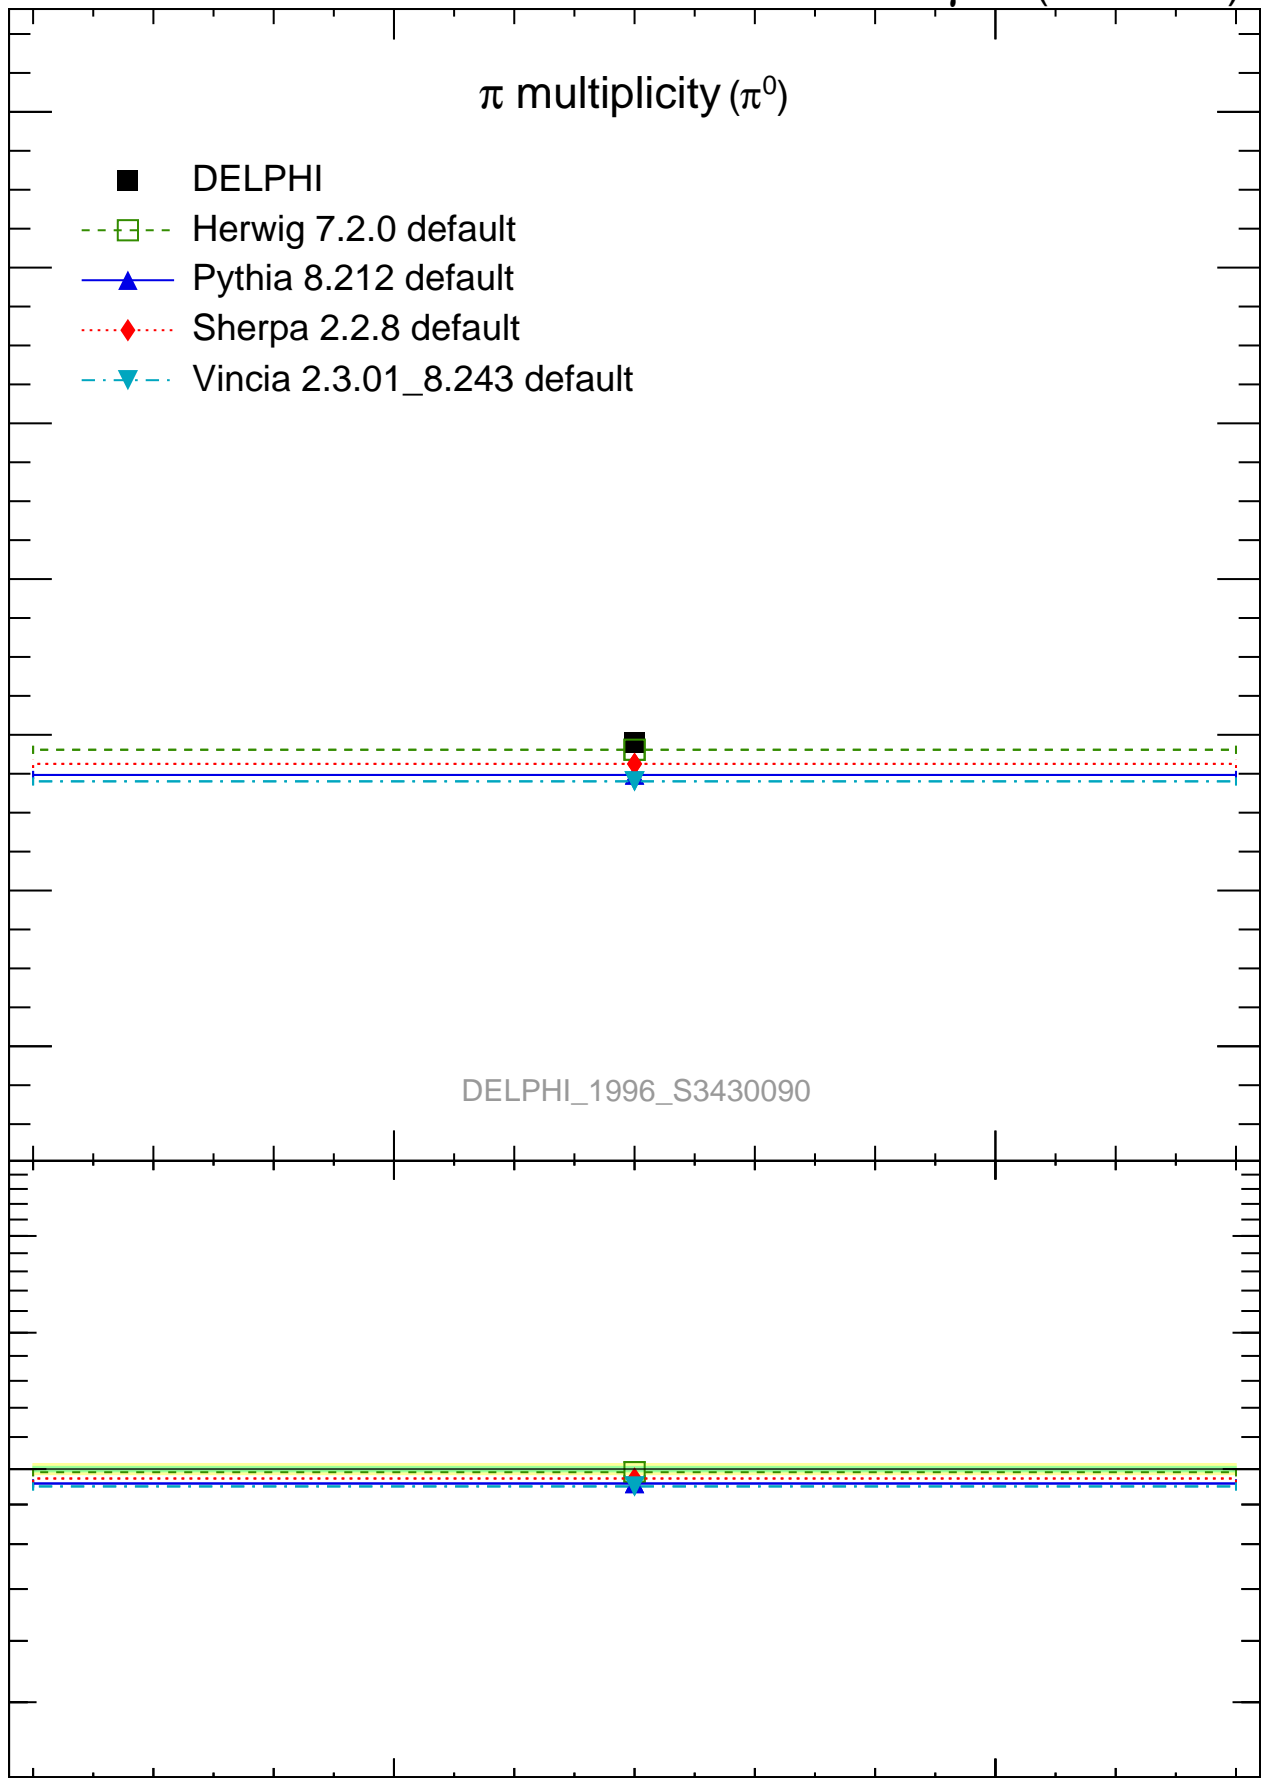 π multiplicity (π⁰)
DELPHI
Herwig 7.2.0 default
Pythia 8.212 default
Sherpa 2.2.8 default
Vincia 2.3.01_8.243 default
DELPHI_1996_S3430090